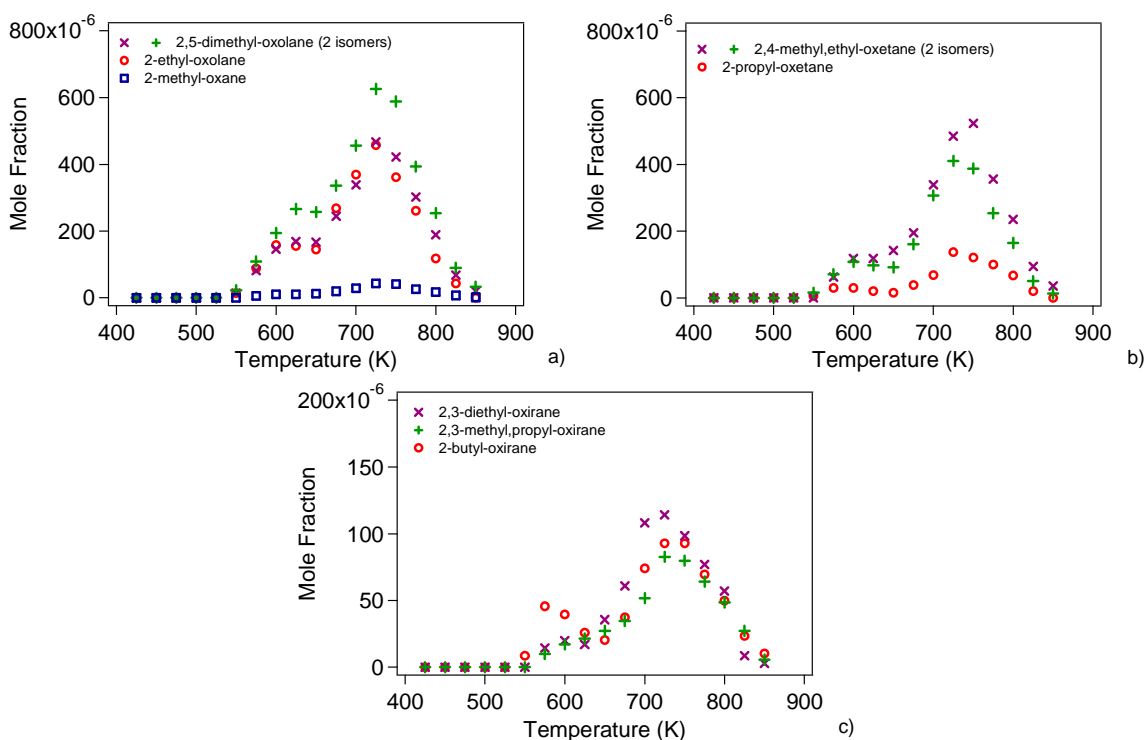 800x10-6
2,5-dimethyl-oxolane (2 isomers)
2-ethyl-oxolane
2-methyl-oxane
600
400
200
0
Mole Fraction
400 500 600 700 800 900
Temperature (K)
a)
800x10-6
2,4-methyl,ethyl-oxetane (2 isomers)
2-propyl-oxetane
600
400
200
0
Mole Fraction
400 500 600 700 800 900
Temperature (K)
b)
200x10-6
2,3-diethyl-oxirane
2,3-methyl,propyl-oxirane
2-butyl-oxirane
150
100
50
0
Mole Fraction
400 500 600 700 800 900
Temperature (K)
c)